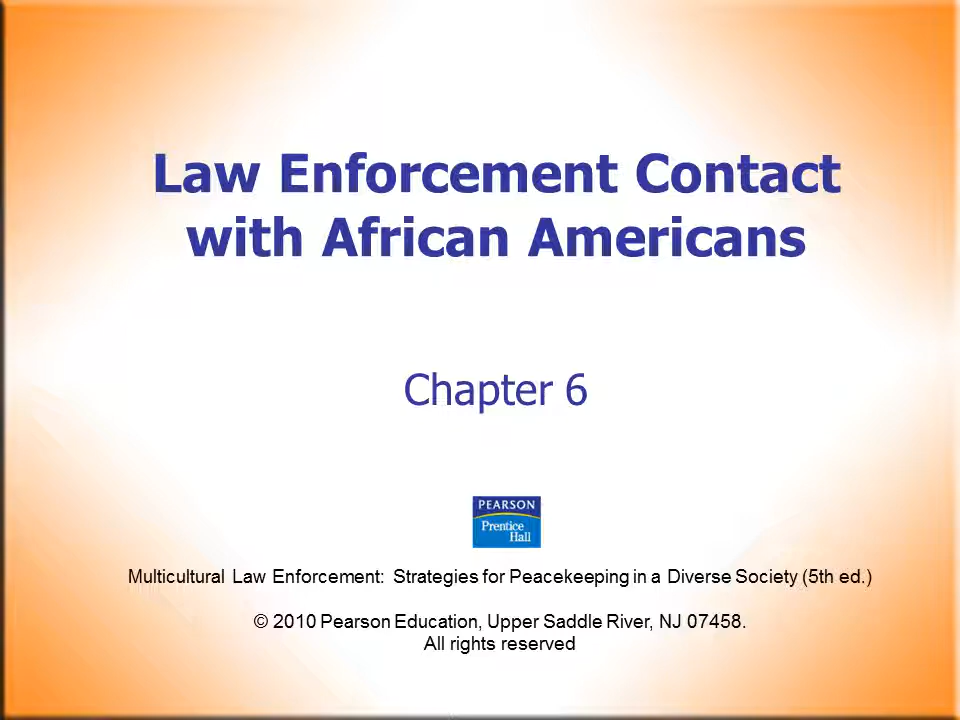 Law Enforcement Contact
with African Americans
Chapter 6
PEARSON
Prentice
Hall
Multicultural Law Enforcement: Strategies for Peacekeeping in a Diverse Society (5th ed.)
© 2010 Pearson Education, Upper Saddle River, NJ 07458.
All rights reserved